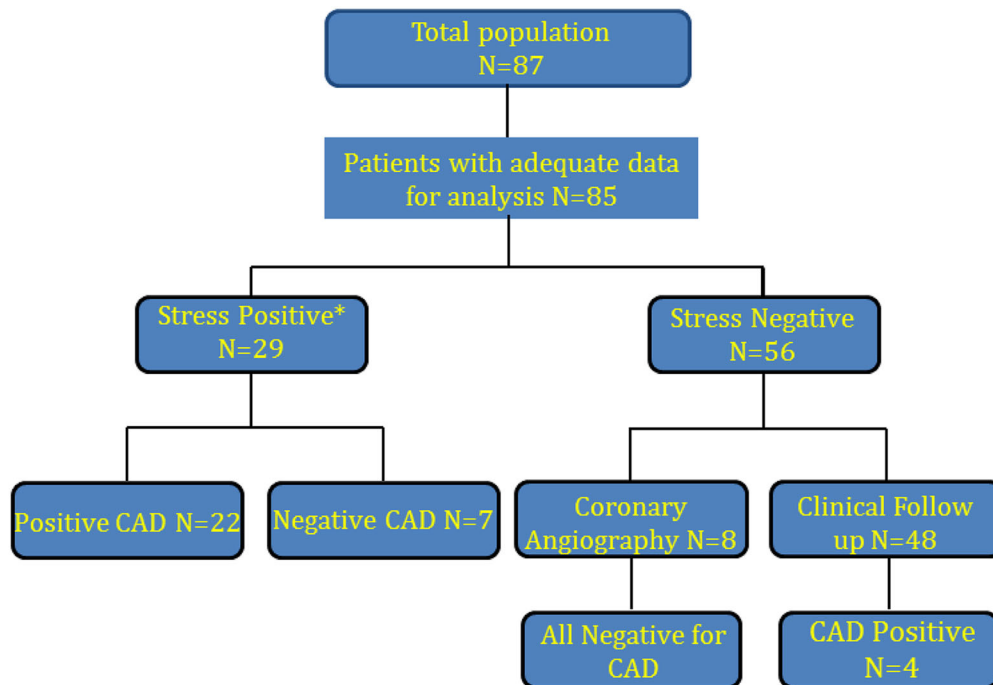 Total population
N=87
Patients with adequate data
for analysis N=85
Stress Positive*
N=29
Stress Negative
N=56
Positive CAD N=22
Negative CAD N=7
Coronary
Angiography N=8
Clinical Follow
up N=48
All Negative for
CAD
CAD Positive
N=4